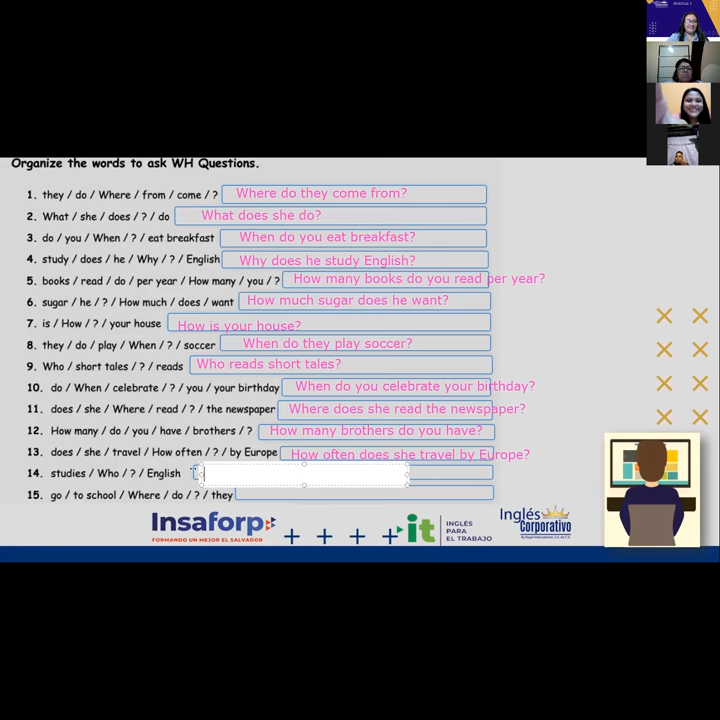 MODULE 2
Organize the words to ask WH Questions.
1. they / do / Where / from / come / ? Where do they come from?
2. What / she / does / ? / do What does she do?
3. do / you / When / ? / eat breakfast When do you eat breakfast?
4. study / does / he / Why / ? / English Why does he study English?
5. books / read / do / per year / How many / you / ? How many books do you read per year?
6. sugar / he / ? / How much / does / want How much sugar does he want?
7. is / How / ? / your house How is your house?
8. they / do / play / When / ? / soccer When do they play soccer?
9. Who / short tales / ? / reads Who reads short tales?
10. do / When / celebrate / ? / you / your birthday When do you celebrate your birthday?
11. does / she / Where / read / ? / the newspaper Where does she read the newspaper?
12. How many / do / you / have / brothers / ? How many brothers do you have?
13. does / she / travel / How often / ? / by Europe How often does she travel by Europe?
14. studies / Who / ? / English
15. go / to school / Where / do / ? / they
Insaforp
FORMANDO UN MEJOR EL SALVADOR
it INGLÉS PARA EL TRABAJO
Inglés Corporativo